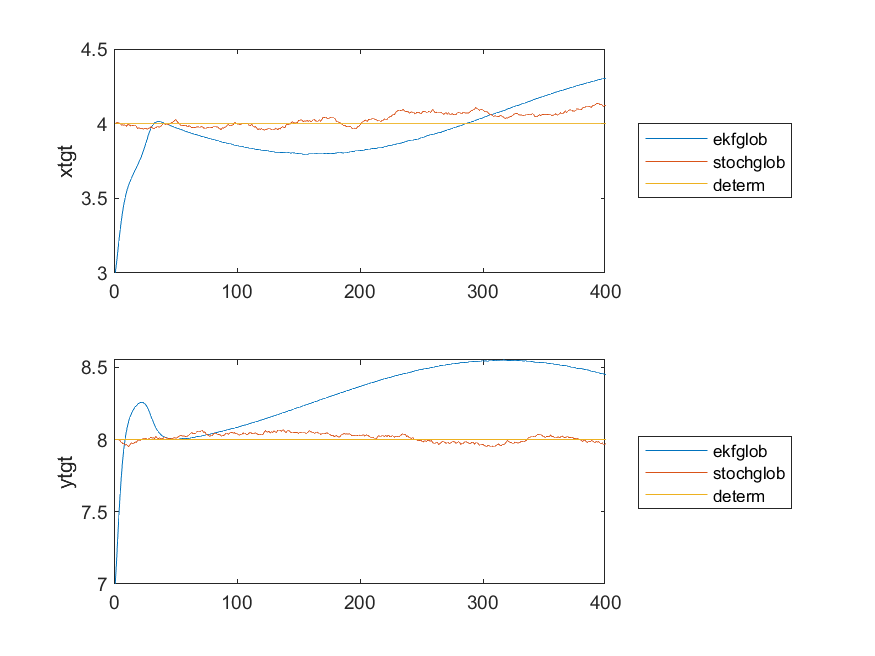 4.5
4
3.5
3
xtgt
0 100 200 300 400
ekfglob
stochglob
determ
8.5
8
7.5
7
ytgt
0 100 200 300 400
ekfglob
stochglob
determ